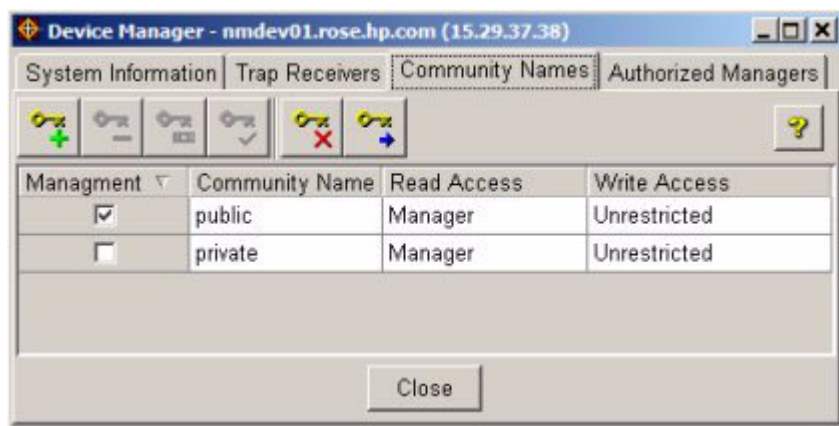 Device Manager - nmdev01.rose.hp.com (15.29.37.38)
System Information Trap Receivers Community Names Authorized Managers
?
Managment Community Name Read Access Write Access
public Manager Unrestricted
private Manager Unrestricted
Close